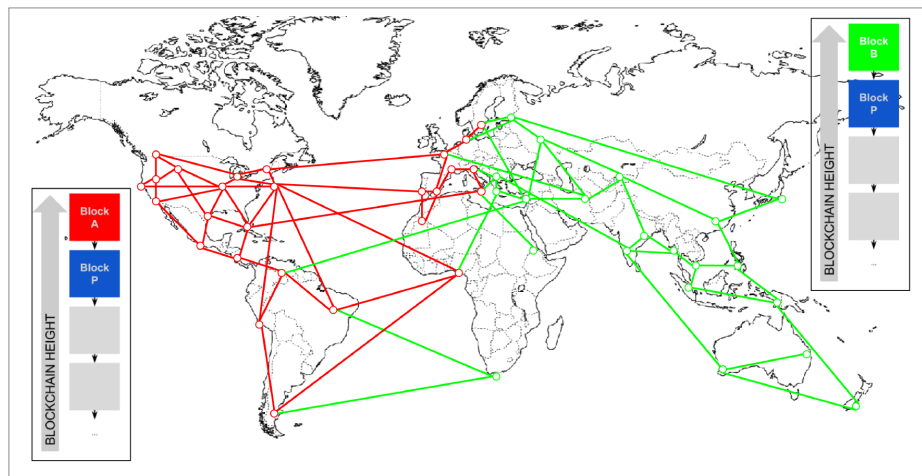 BLOCKCHAIN HEIGHT
Block
A
Block
P
...
BLOCKCHAIN HEIGHT
Block
B
Block
P
...